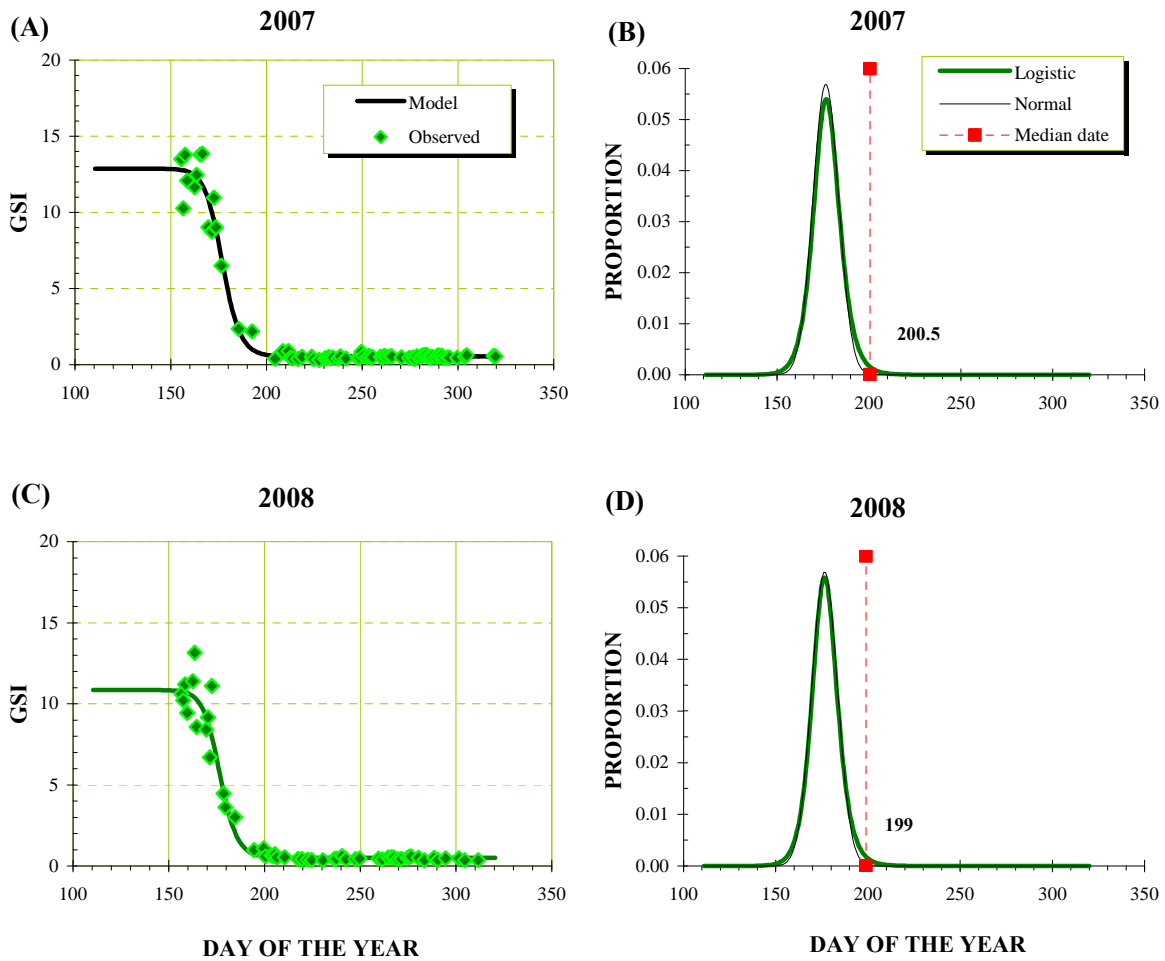 (A)
2007
GSI
20
15
10
5
0
Model
Observed
100 150 200 250 300 350
(B)
2007
PROPORTION
0.06
0.05
0.04
0.03
0.02
0.01
0.00
Logistic
Normal
Median date
200.5
100 150 200 250 300 350
(C)
2008
GSI
20
15
10
5
0
100 150 200 250 300 350
DAY OF THE YEAR
(D)
2008
PROPORTION
0.06
0.05
0.04
0.03
0.02
0.01
0.00
199
100 150 200 250 300 350
DAY OF THE YEAR